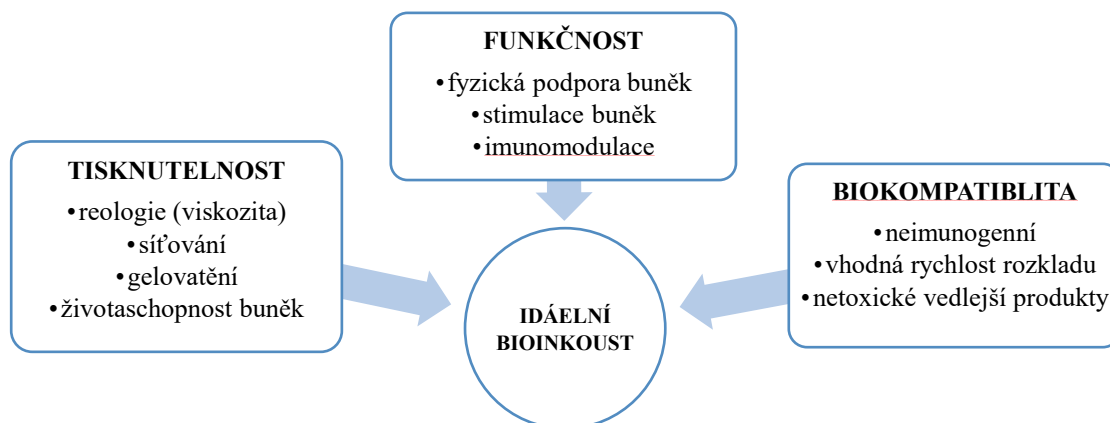 FUNKČNOST
•fyzická podpora buněk
•stimulace buněk
•imunomodulace
TISKNUTELNOST
•reologie (viskozita)
•síťování
•gelovatění
•životaschopnost buněk
BIOKOMPATIBLITA
•neimunogenní
•vhodná rychlost rozkladu
•netoxické vedlejší produkty
IDÁELNÍ
BIOINKOUST